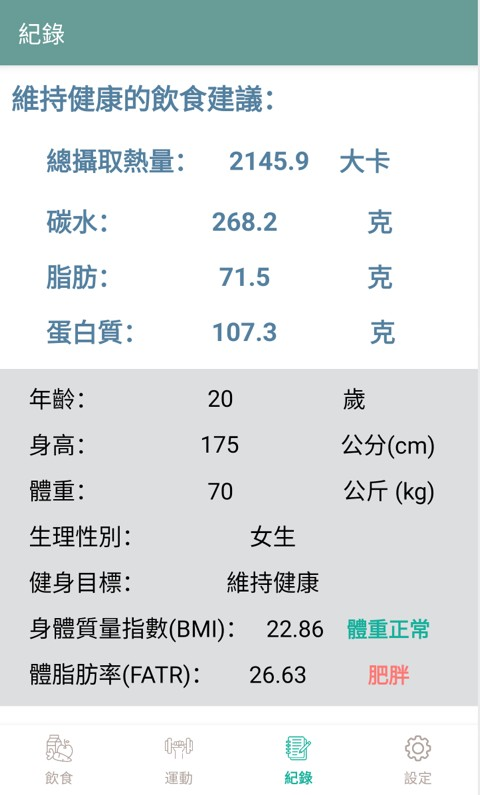 紀錄
維持健康的飲食建議：
總攝取熱量： 2145.9 大卡
碳水： 268.2 克
脂肪： 71.5 克
蛋白質： 107.3 克
年齡： 20 歲
身高： 175 公分(cm)
體重： 70 公斤 (kg)
生理性別： 女生
健身目標： 維持健康
身體質量指數(BMI)： 22.86 體重正常
體脂肪率(FATR)： 26.63 肥胖
飲食 運動 紀錄 設定